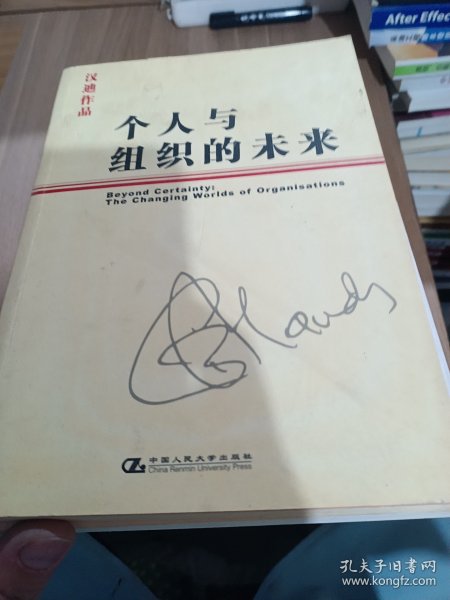 汉迪作品
个人与
组织的未来
Beyond Certainty:
The Changing Worlds of Organisations
中国人民大学出版社
China Renmin University Press
After Effec
孔夫子旧书网
www.kongfz.com